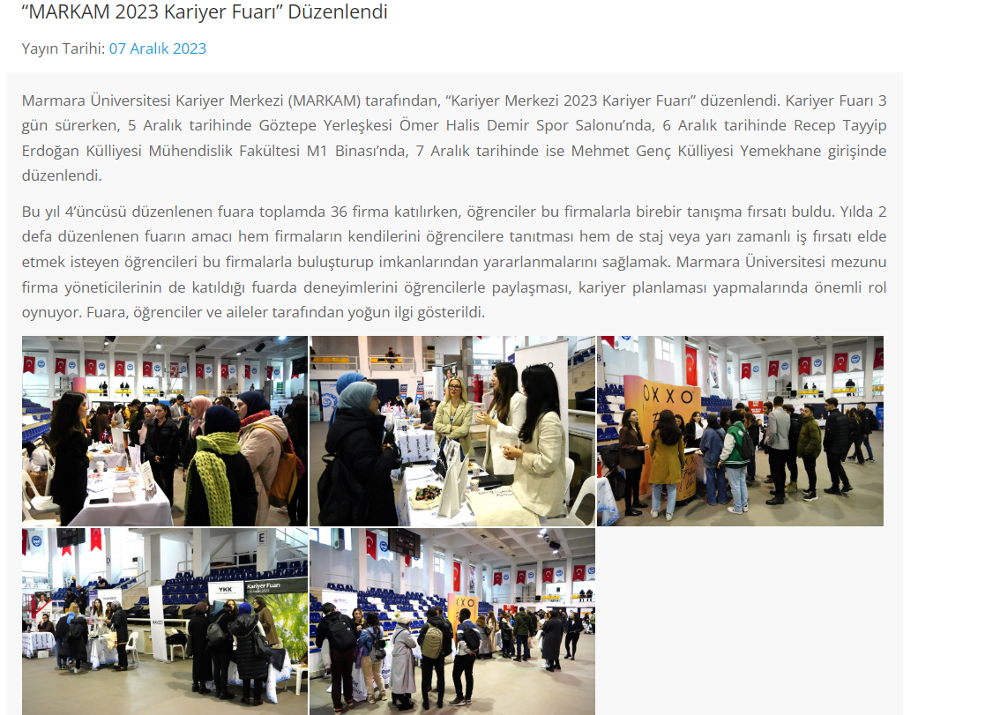 “MARKAM 2023 Kariyer Fuarı” Düzenlendi
Yayın Tarihi: 07 Aralık 2023
Marmara Üniversitesi Kariyer Merkezi (MARKAM) tarafından, “Kariyer Merkezi 2023 Kariyer Fuarı” düzenlendi. Kariyer Fuarı 3
gün sürerken, 5 Aralık tarihinde Göztepe Yerleşkesi Ömer Halis Demir Spor Salonu’nda, 6 Aralık tarihinde Recep Tayyip
Erdoğan Külliyesi Mühendislik Fakültesi M1 Binası’nda, 7 Aralık tarihinde ise Mehmet Genç Külliyesi Yemekhane girişinde
düzenlendi.
Bu yıl 4’üncüsü düzenlenen fuara toplamda 36 firma katılırken, öğrenciler bu firmalarla birebir tanışma fırsatı buldu. Yılda 2
defa düzenlenen fuarın amacı hem firmaların kendilerini öğrencilere tanıtması hem de staj veya yarı zamanlı iş fırsatı elde
etmek isteyen öğrencileri bu firmalarla buluşturup imkanlarından yararlanmalarını sağlamak. Marmara Üniversitesi mezunu
firma yöneticilerinin de katıldığı fuarda deneyimlerini öğrencilerle paylaşması, kariyer planlaması yapmalarında önemli rol
oynuyor. Fuara, öğrenciler ve aileler tarafından yoğun ilgi gösterildi.
OXXO
E
YKK
Kariyer Fuarı